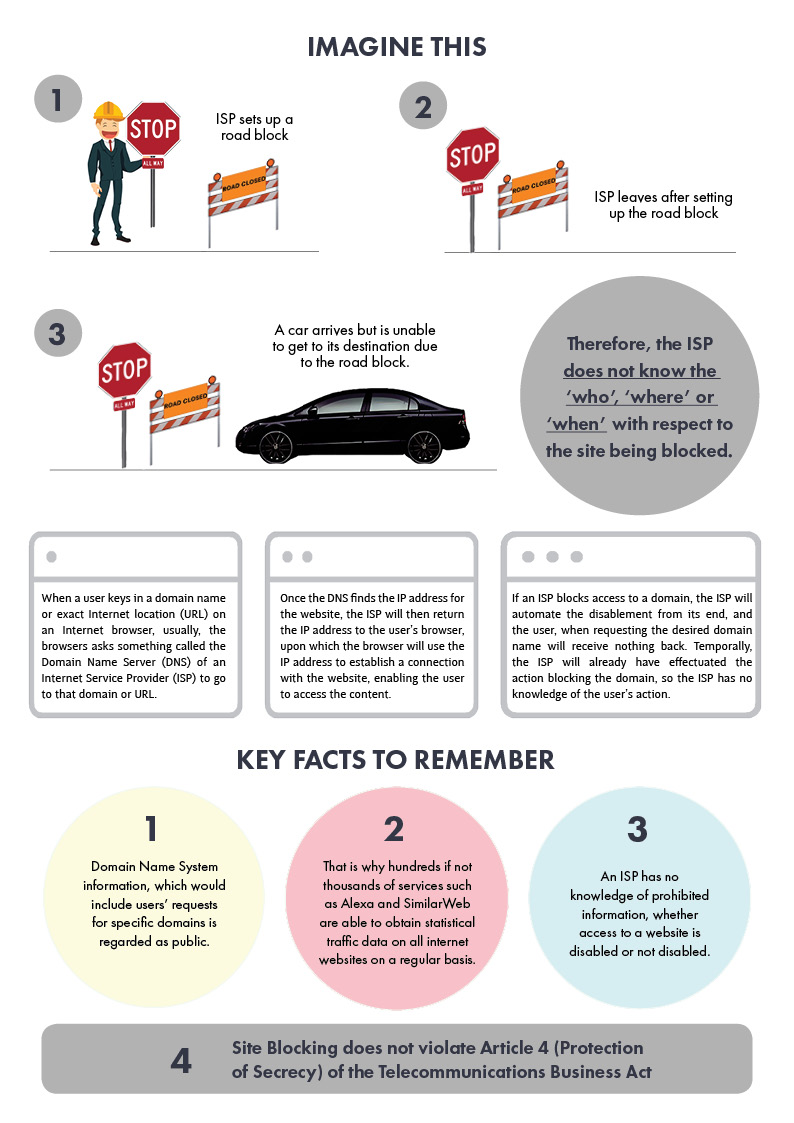 IMAGINE THIS
1
STOP
ALL WAY
ISP sets up a
road block
ROAD CLOSED
2
STOP
ALL WAY
ROAD CLOSED
ISP leaves after setting
up the road block
3
STOP
ALL WAY
ROAD CLOSED
A car arrives but is unable
to get to its destination due
to the road block.
Therefore, the ISP
does not know the
‘who’, ‘where’ or
‘when’ with respect to
the site being blocked.
When a user keys in a domain name
or exact Internet location (URL) on
an Internet browser, usually, the
browsers asks something called the
Domain Name Server (DNS) of an
Internet Service Provider (ISP) to go
to that domain or URL.
Once the DNS finds the IP address for
the website, the ISP will then return
the IP address to the user’s browser,
upon which the browser will use the
IP address to establish a connection
with the website, enabling the user
to access the content.
If an ISP blocks access to a domain, the ISP will
automate the disablement from its end, and
the user, when requesting the desired domain
name will receive nothing back. Temporally,
the ISP will already have effectuated the
action blocking the domain, so the ISP has no
knowledge of the user’s action.
KEY FACTS TO REMEMBER
1
Domain Name System
information, which would
include users’ requests
for specific domains is
regarded as public.
2
That is why hundreds if not
thousands of services such
as Alexa and SimilarWeb
are able to obtain statistical
traffic data on all internet
websites on a regular basis.
3
An ISP has no
knowledge of prohibited
information, whether
access to a website is
disabled or not disabled.
4
Site Blocking does not violate Article 4 (Protection
of Secrecy) of the Telecommunications Business Act